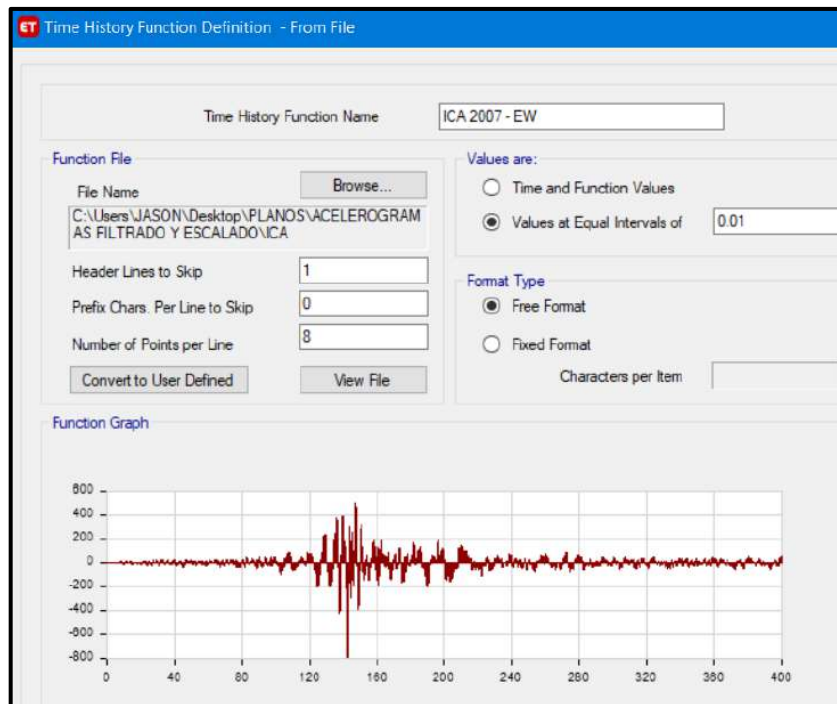 ET Time History Function Definition - From File
Time History Function Name ICA 2007 - EW
Function File
File Name Browse...
C:\Users\JASON\Desktop\PLANOS\ACELEROGRAM
AS FILTRADO Y ESCALADO\ICA
Header Lines to Skip 1
Prefix Chars. Per Line to Skip 0
Number of Points per Line 8
Convert to User Defined View File
Values are:
Time and Function Values
Values at Equal Intervals of 0.01
Format Type
Free Format
Fixed Format
Characters per Item
Function Graph
600
400
200
0
-200
-400
-600
-800
0 40 80 120 160 200 240 280 320 360 400